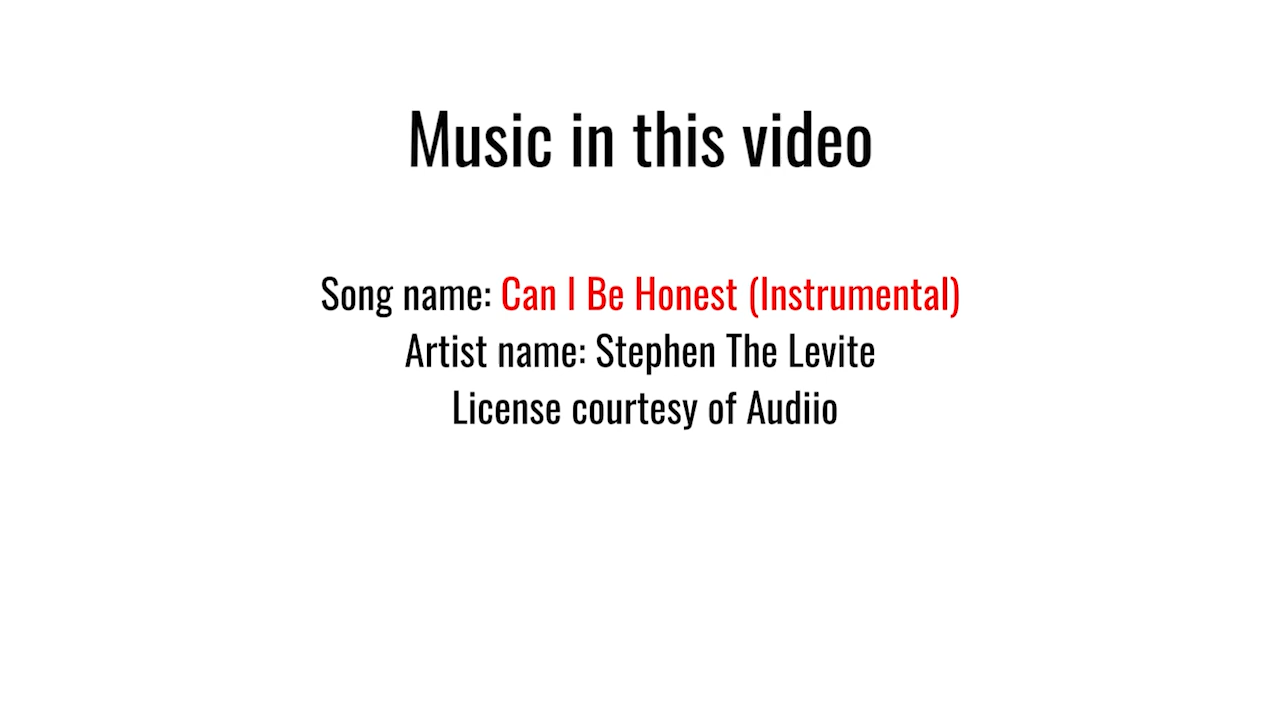 Music in this video
Song name: Can I Be Honest (Instrumental)
Artist name: Stephen The Levite
License courtesy of Audiio